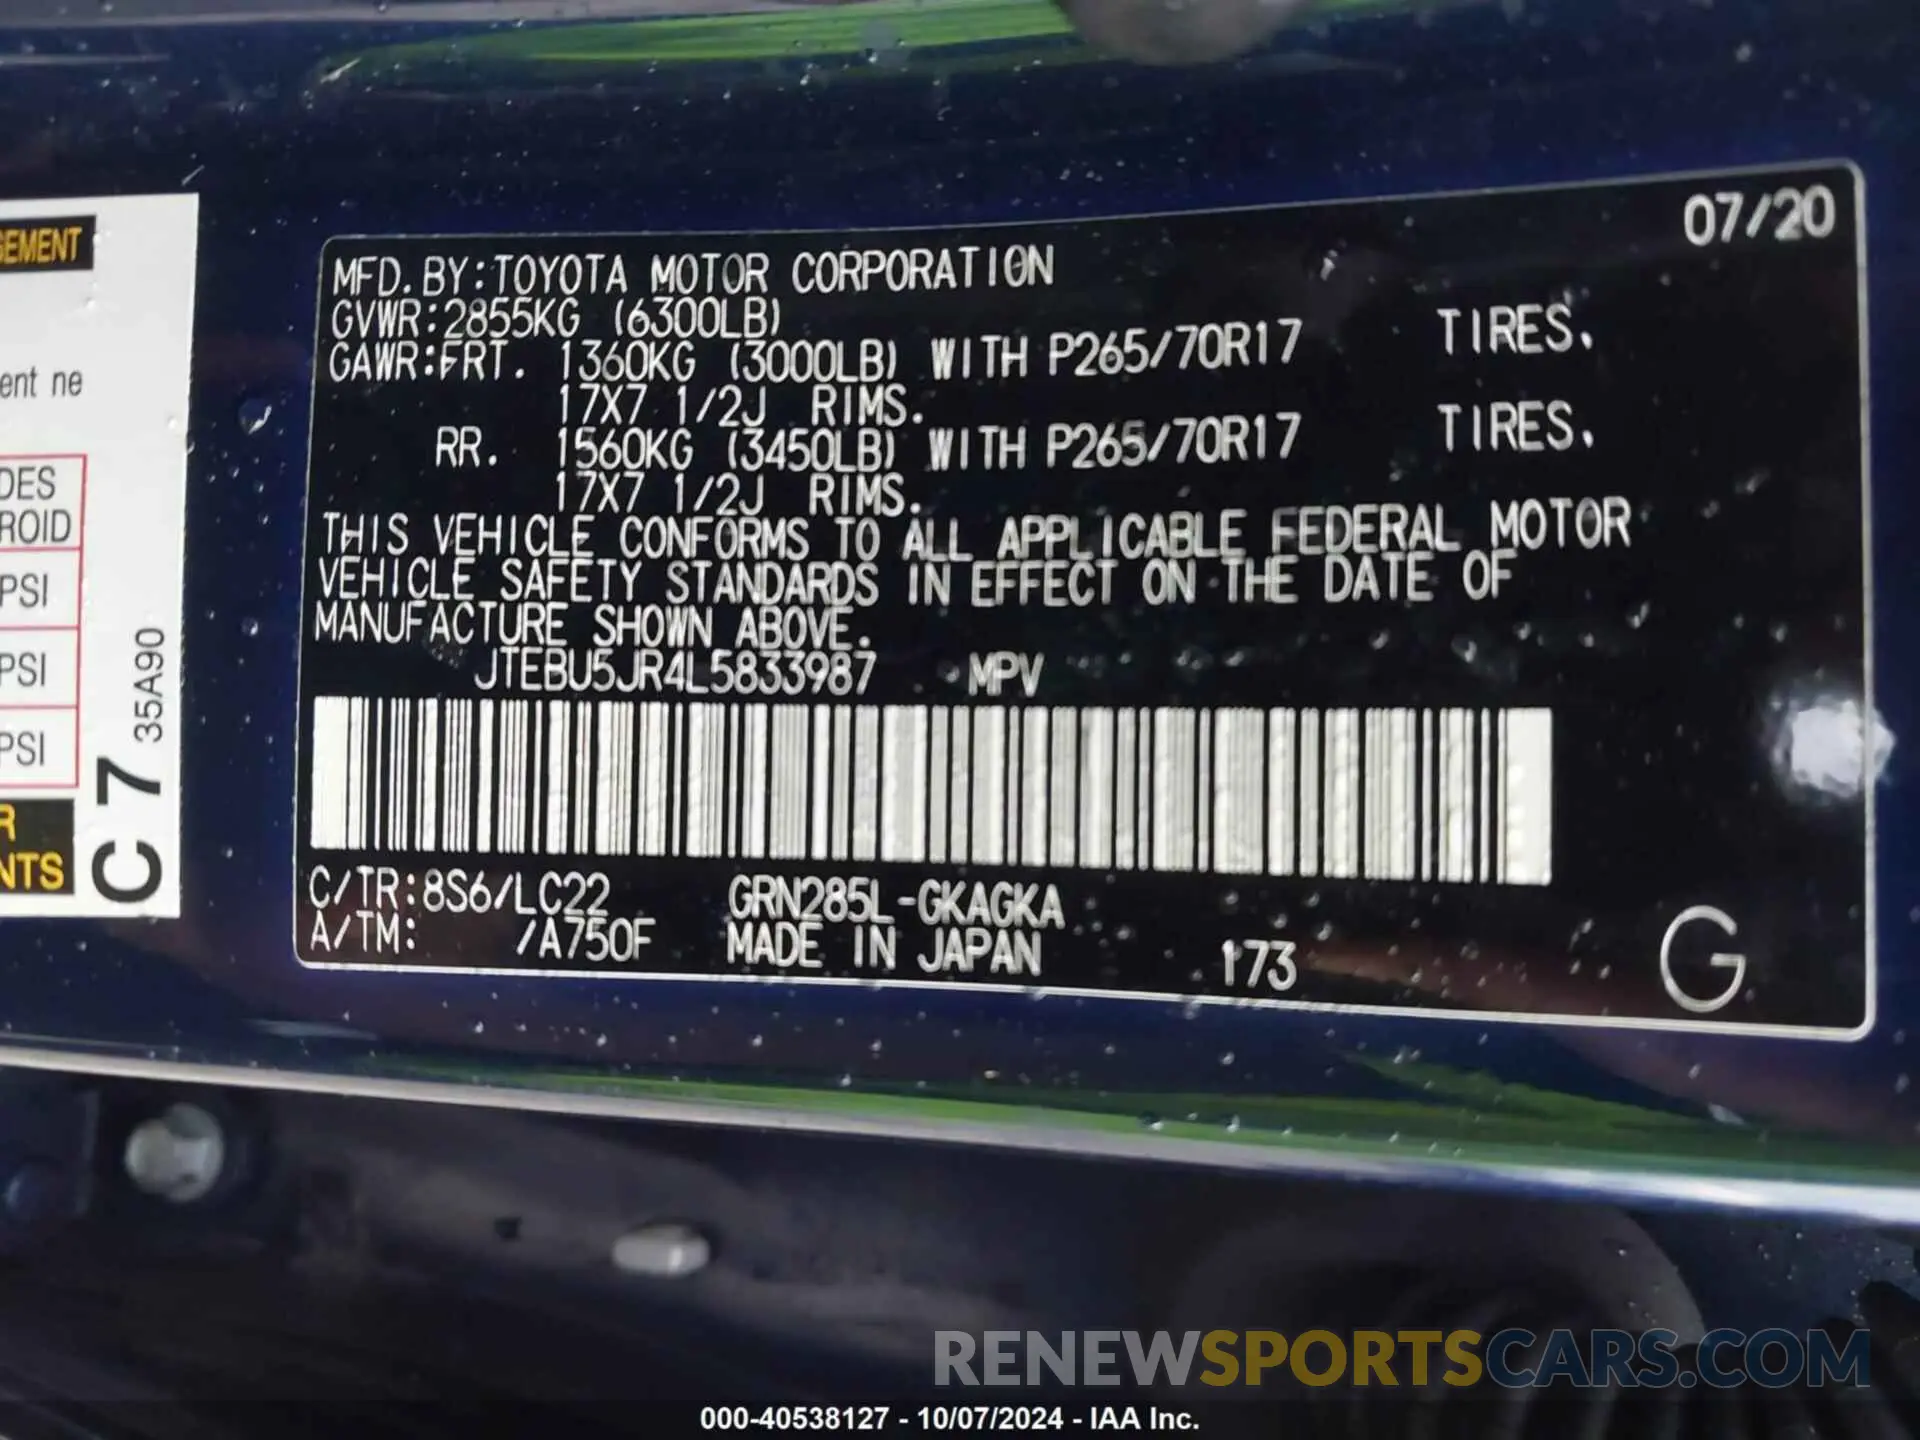 GEMENT
ent ne
DES
ROID
PSI
PSI
PSI
R
NTS
C 7
35A90
07/20
MFD. BY:TOYOTA MOTOR CORPORATION
GVWR:2855KG (6300LB)
GAWR:FRT. 1360KG (3000LB) WITH P265/70R17 TIRES.
17X7 1/2J RIMS.
RR. 1560KG (3450LB) WITH P265/70R17 TIRES.
17X7 1/2J RIMS.
THIS VEHICLE CONFORMS TO ALL APPLICABLE FEDERAL MOTOR
VEHICLE SAFETY STANDARDS IN EFFECT ON THE DATE OF
MANUFACTURE SHOWN ABOVE.
JTEBU5JR4L5833987 MPV
C/TR:8S6/LC22 GRN285L-GKAGKA
A/TM: /A750F MADE IN JAPAN 173
G
RENEWSPORTSCARS.COM
000-40538127 - 10/07/2024 - IAA Inc.